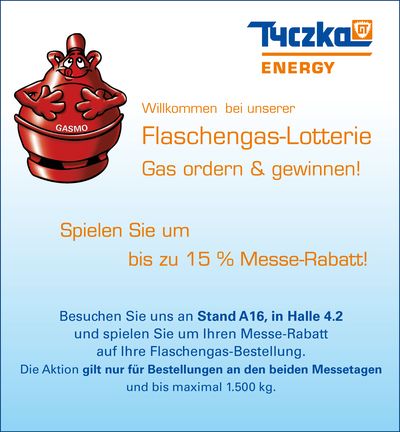 Tyczka GT
ENERGY
GASMO
Willkommen bei unserer
Flaschengas-Lotterie
Gas ordern & gewinnen!
Spielen Sie um
bis zu 15 % Messe-Rabatt!
Besuchen Sie uns an Stand A16, in Halle 4.2
und spielen Sie um Ihren Messe-Rabatt
auf Ihre Flaschengas-Bestellung.
Die Aktion gilt nur für Bestellungen an den beiden Messetagen
und bis maximal 1.500 kg.